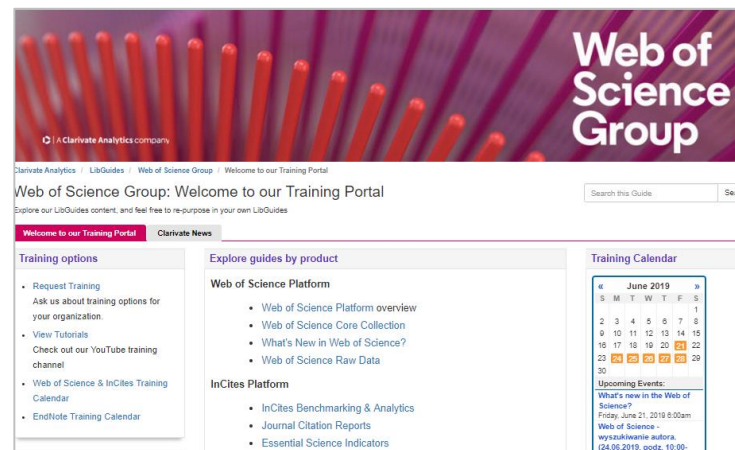 Web of
Science
Group
A Clarivate Analytics company
Clarivate Analytics / LibGuides / Web of Science Group / Welcome to our Training Portal
Web of Science Group: Welcome to our Training Portal
Search this Guide
Explore our LibGuides content, and feel free to re-purpose in your own LibGuides
Welcome to our Training Portal Clarivate News
Training options
• Request Training
Ask us about training options for
your organization.
• View Tutorials
Check out our YouTube training
channel
• Web of Science & InCites Training
Calendar
• EndNote Training Calendar
Explore guides by product
Web of Science Platform
• Web of Science Platform overview
• Web of Science Core Collection
• What's New in Web of Science?
• Web of Science Raw Data
InCites Platform
• InCites Benchmarking & Analytics
• Journal Citation Reports
• Essential Science Indicators
Training Calendar
« June 2019 »
S M T W T F S
1
2 3 4 5 6 7 8
9 10 11 12 13 14 15
16 17 18 19 20 21 22
23 24 25 26 27 28 29
30
Upcoming Events:
What's new in the Web of
Science?
Friday, June 21, 2019 6:00am
Web of Science -
wyszukiwanie autora.
(24.06.2019, godz. 10:00-